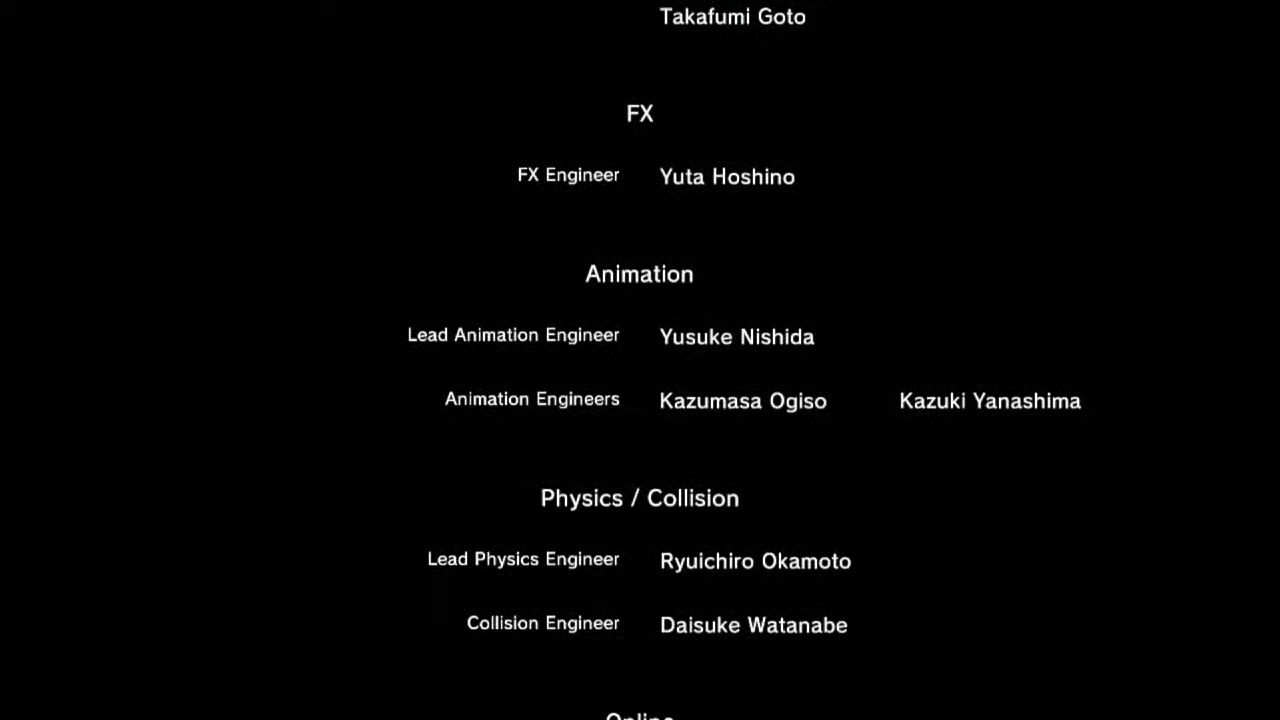 Takafumi Goto
FX
FX Engineer Yuta Hoshino
Animation
Lead Animation Engineer Yusuke Nishida
Animation Engineers Kazumasa Ogiso Kazuki Yanashima
Physics / Collision
Lead Physics Engineer Ryuichiro Okamoto
Collision Engineer Daisuke Watanabe
Online